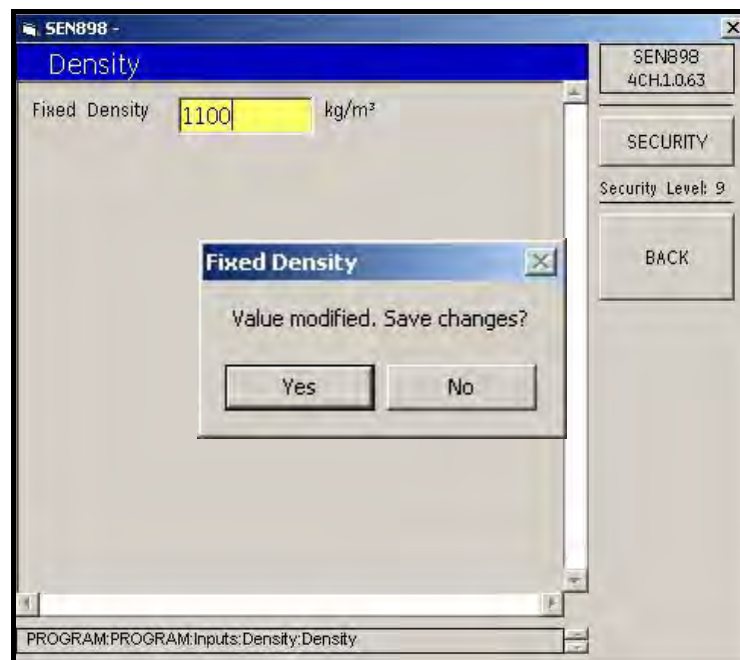 SEN898 -
Density
SEN898
4CH.1.0.63
Fixed Density 1100 kg/m³
SECURITY
Security Level: 9
BACK
Fixed Density
Value modified. Save changes?
Yes No
PROGRAM:PROGRAM:Inputs:Density:Density